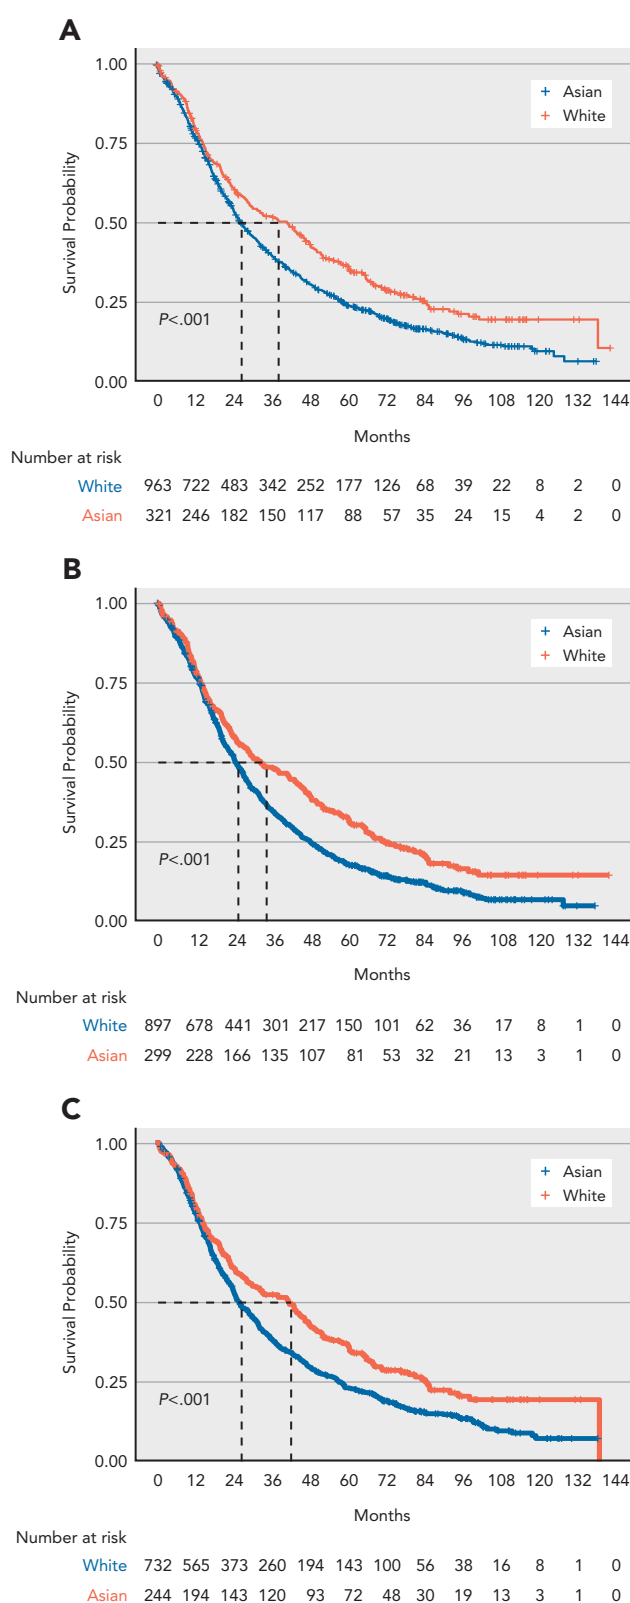 A
1.00
0.75
0.50
0.25
0.00
Survival Probability
Asian
White
P<.001
0 12 24 36 48 60 72 84 96 108 120 132 144
Months
Number at risk
White 963 722 483 342 252 177 126 68 39 22 8 2 0
Asian 321 246 182 150 117 88 57 35 24 15 4 2 0
B
1.00
0.75
0.50
0.25
0.00
Survival Probability
Asian
White
P<.001
0 12 24 36 48 60 72 84 96 108 120 132 144
Months
Number at risk
White 897 678 441 301 217 150 101 62 36 17 8 1 0
Asian 299 228 166 135 107 81 53 32 21 13 3 1 0
C
1.00
0.75
0.50
0.25
0.00
Survival Probability
Asian
White
P<.001
0 12 24 36 48 60 72 84 96 108 120 132 144
Months
Number at risk
White 732 565 373 260 194 143 100 56 38 16 8 1 0
Asian 244 194 143 120 93 72 48 30 19 13 3 1 0